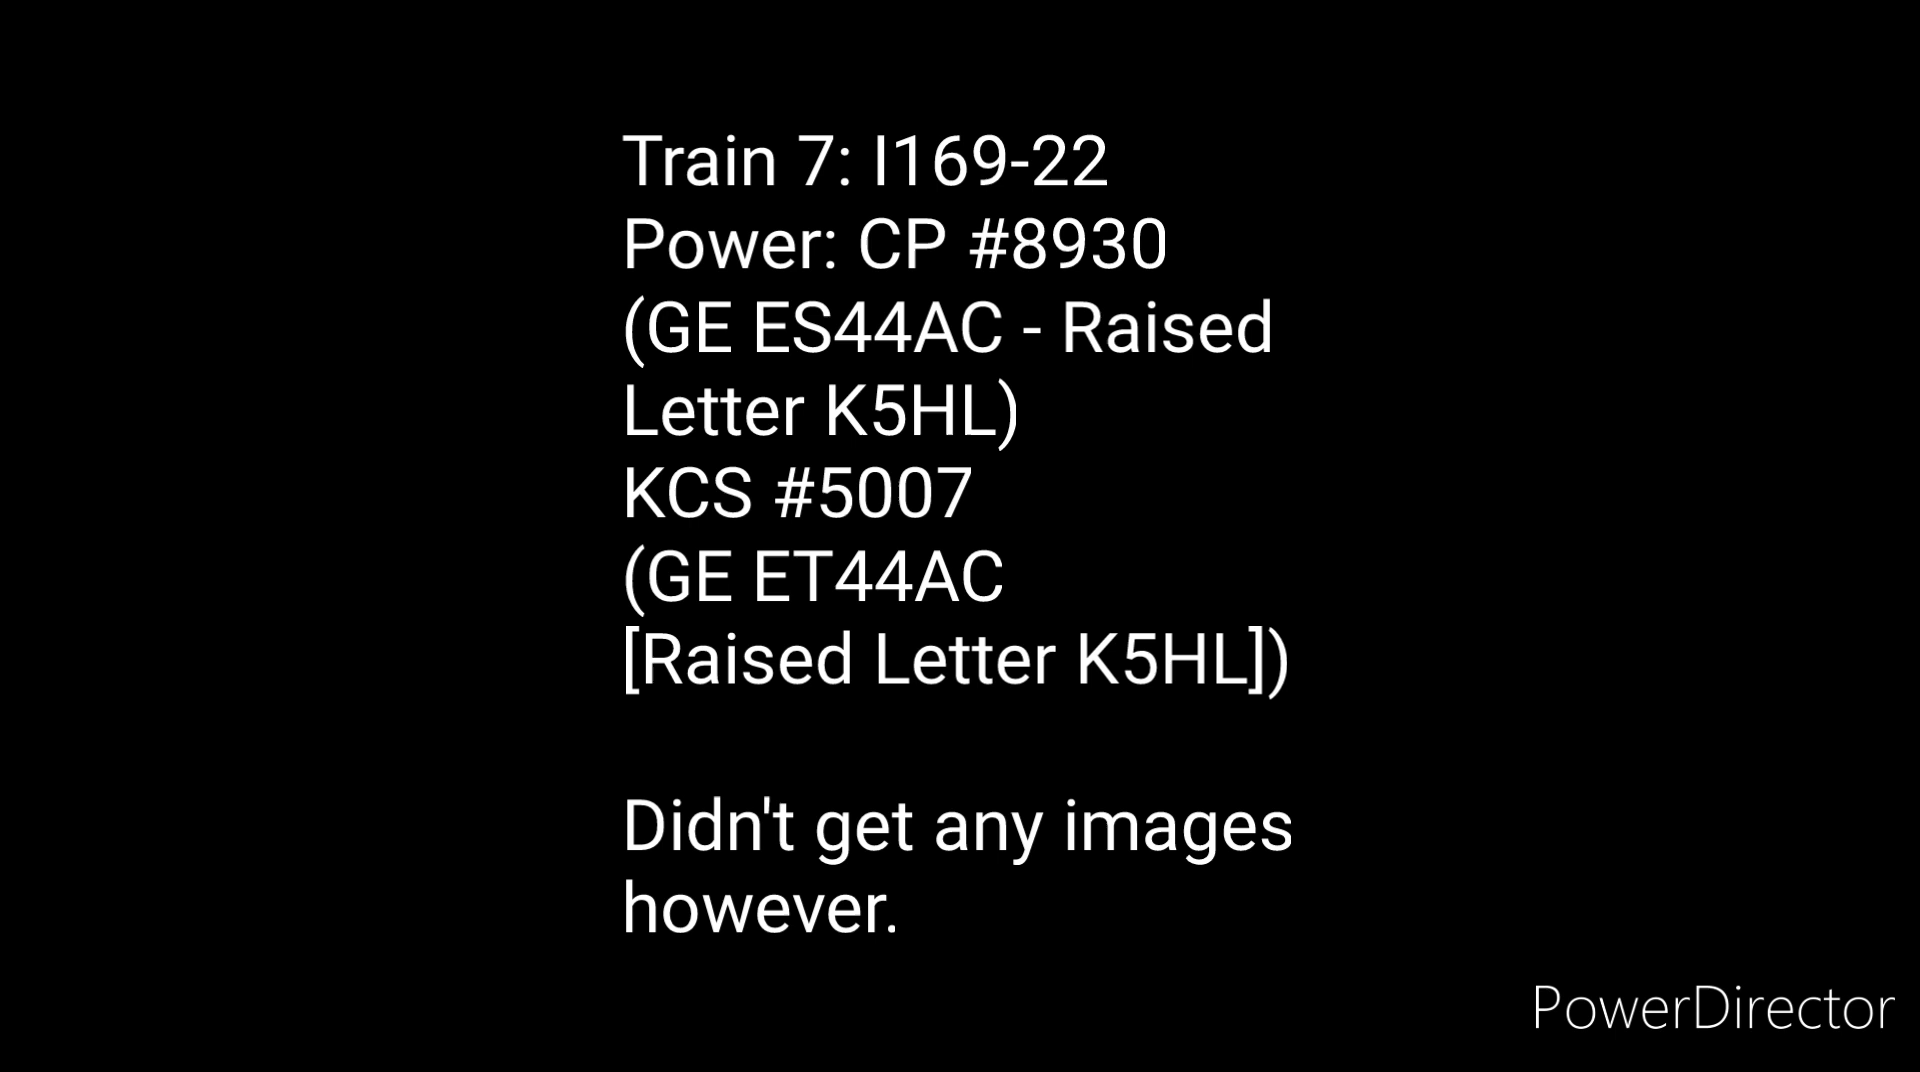 Train 7: I169-22
Power: CP #8930
(GE ES44AC - Raised
Letter K5HL)
KCS #5007
(GE ET44AC
[Raised Letter K5HL])
Didn't get any images
however.
PowerDirector